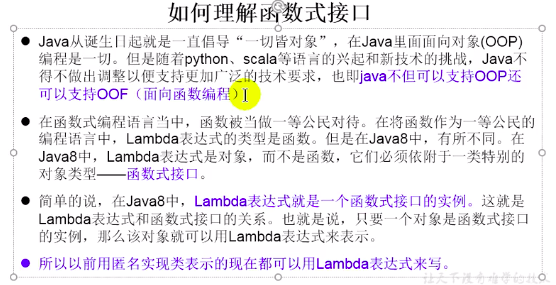 如何理解函数式接口
● Java从诞生日起就是一直倡导“一切皆对象”，在Java里面面向对象(OOP)
编程是一切。但是随着python、scala等语言的兴起和新技术的挑战，Java不
得不做出调整以便支持更加广泛的技术要求，也即java不但可以支持OOP还
可以支持OOF（面向函数编程）
● 在函数式编程语言当中，函数被当做一等公民对待。在将函数作为一等公民的
编程语言中，Lambda表达式的类型是函数。但是在Java8中，有所不同。在
Java8中，Lambda表达式是对象，而不是函数，它们必须依附于一类特别的
对象类型——函数式接口。
● 简单的说，在Java8中，Lambda表达式就是一个函数式接口的实例。这就是
Lambda表达式和函数式接口的关系。也就是说，只要一个对象是函数式接口
的实例，那么该对象就可以用Lambda表达式来表示。
● 所以以前用匿名实现类表示的现在都可以用Lambda表达式来写。
让天下没有难学的技术